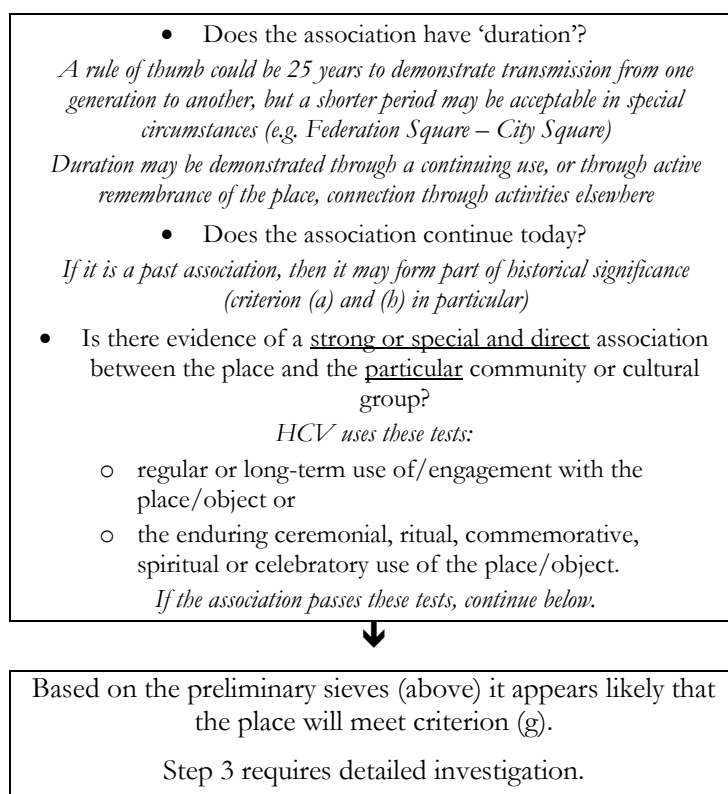 • Does the association have ‘duration’?
A rule of thumb could be 25 years to demonstrate transmission from one
generation to another, but a shorter period may be acceptable in special
circumstances (e.g. Federation Square – City Square)
Duration may be demonstrated through a continuing use, or through active
remembrance of the place, connection through activities elsewhere
• Does the association continue today?
If it is a past association, then it may form part of historical significance
(criterion (a) and (h) in particular)
• Is there evidence of a strong or special and direct association
between the place and the particular community or cultural
group?
HCV uses these tests:
o regular or long-term use of/engagement with the
place/object or
o the enduring ceremonial, ritual, commemorative,
spiritual or celebratory use of the place/object.
If the association passes these tests, continue below.
Based on the preliminary sieves (above) it appears likely that
the place will meet criterion (g).
Step 3 requires detailed investigation.